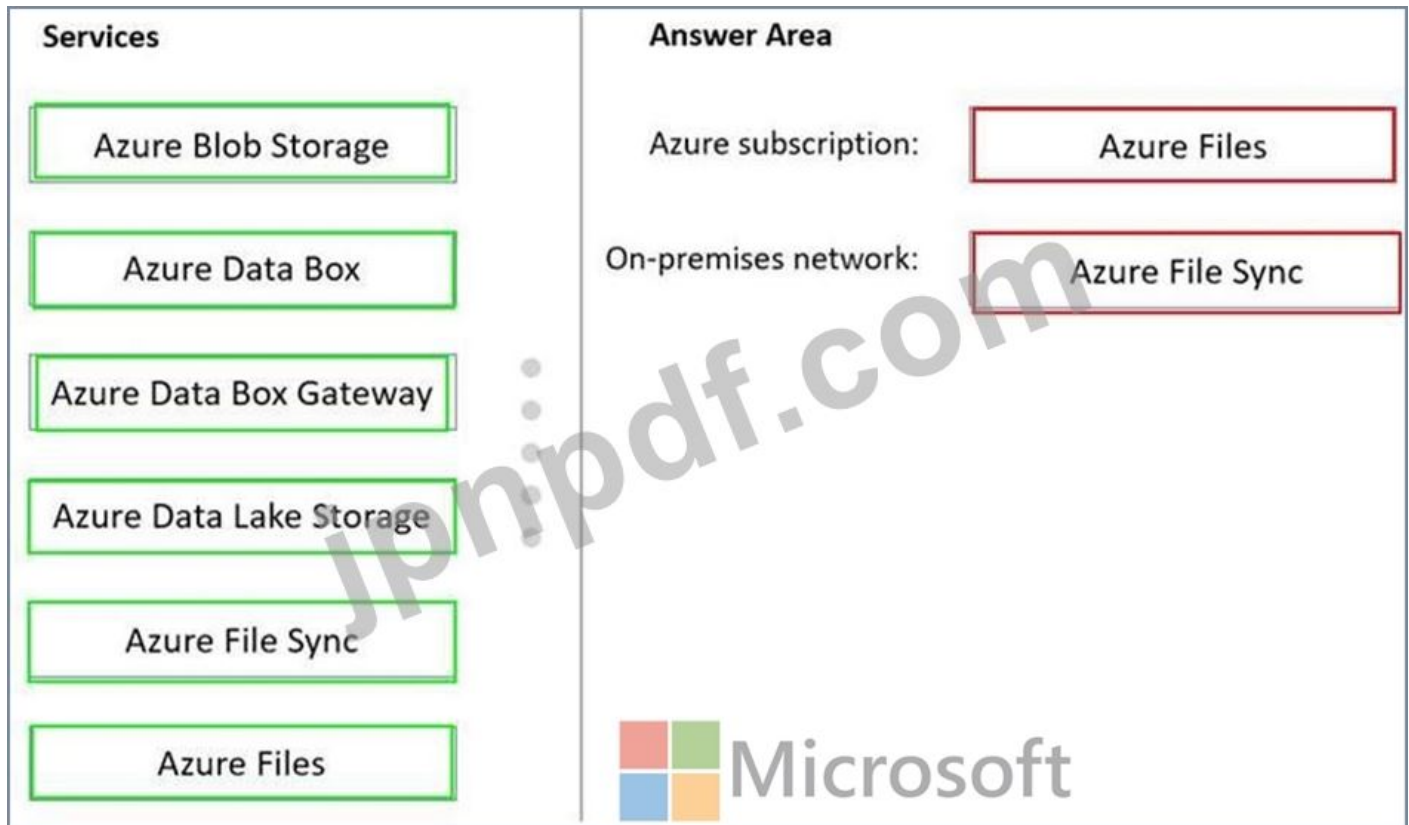 Services
Azure Blob Storage
Azure Data Box
Azure Data Box Gateway
Azure Data Lake Storage
Azure File Sync
Azure Files
Answer Area
Azure subscription:
Azure Files
On-premises network:
Azure File Sync
jpnpdf.com
Microsoft